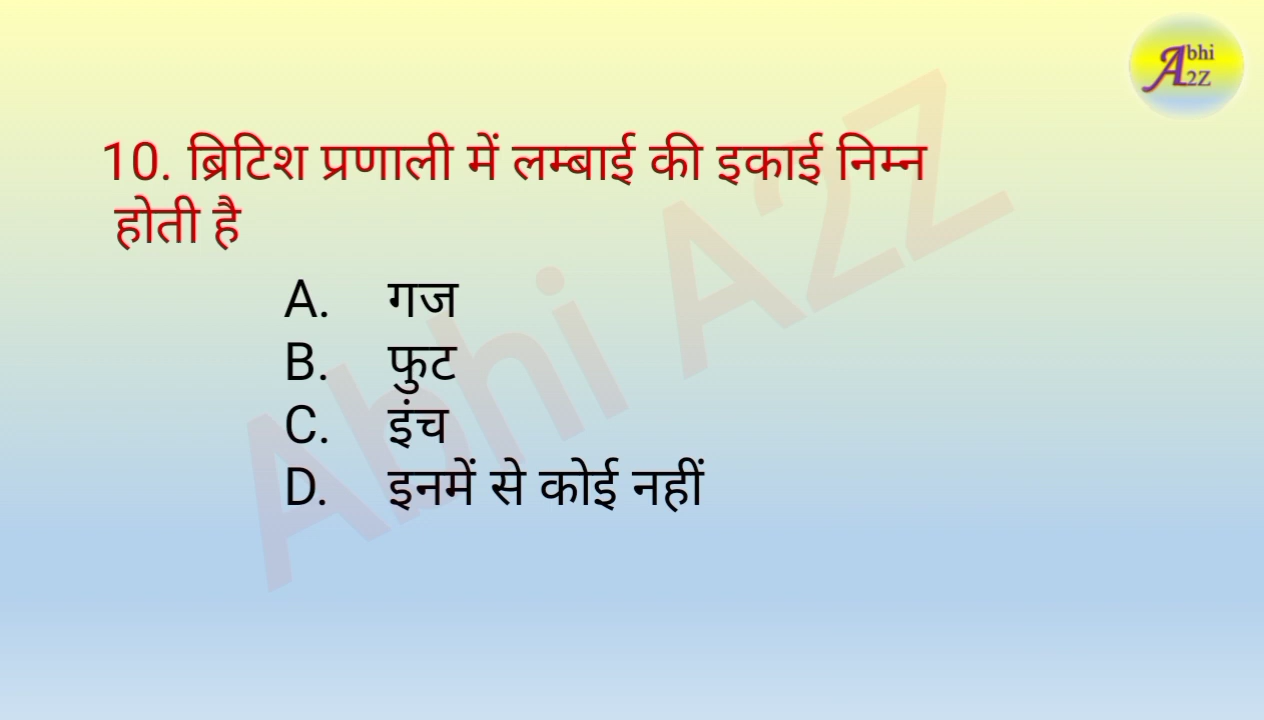 Abhi
A2Z
10. ब्रिटिश प्रणाली में लम्बाई की इकाई निम्न
होती है
A. गज
B. फुट
C. इंच
D. इनमें से कोई नहीं
Abhi A2Z